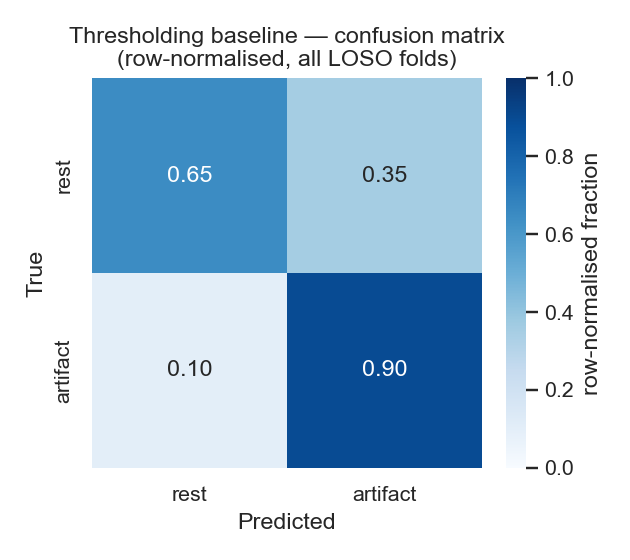 Thresholding baseline — confusion matrix
(row-normalised, all LOSO folds)
True
rest
0.65
0.35
artifact
0.10
0.90
rest
artifact
Predicted
1.0
0.8
0.6
0.4
0.2
0.0
row-normalised fraction